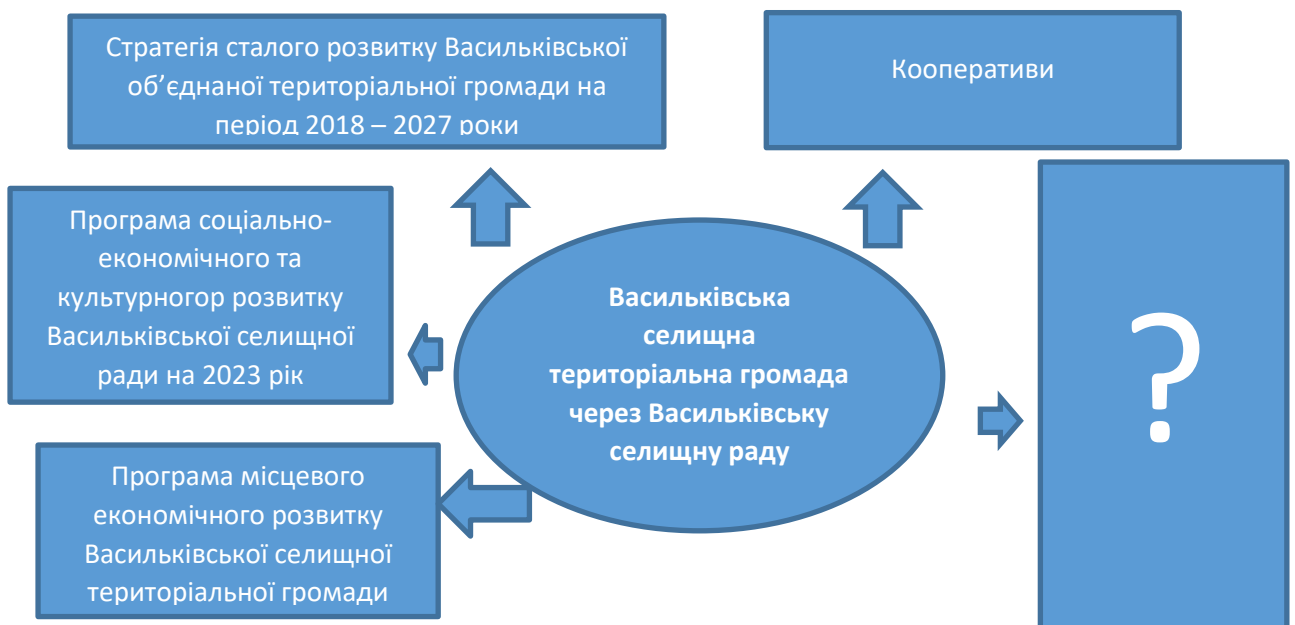 Стратегія сталого розвитку Васильківської
об’єднаної територіальної громади на
період 2018 – 2027 роки
Кооперативи
Програма соціально-
економічного та
культурногор розвитку
Васильківської селищної
ради на 2023 рік
Васильківська
селищна
територіальна громада
через Васильківську
селищну раду
?
Програма місцевого
економічного розвитку
Васильківської селищної
територіальної громади